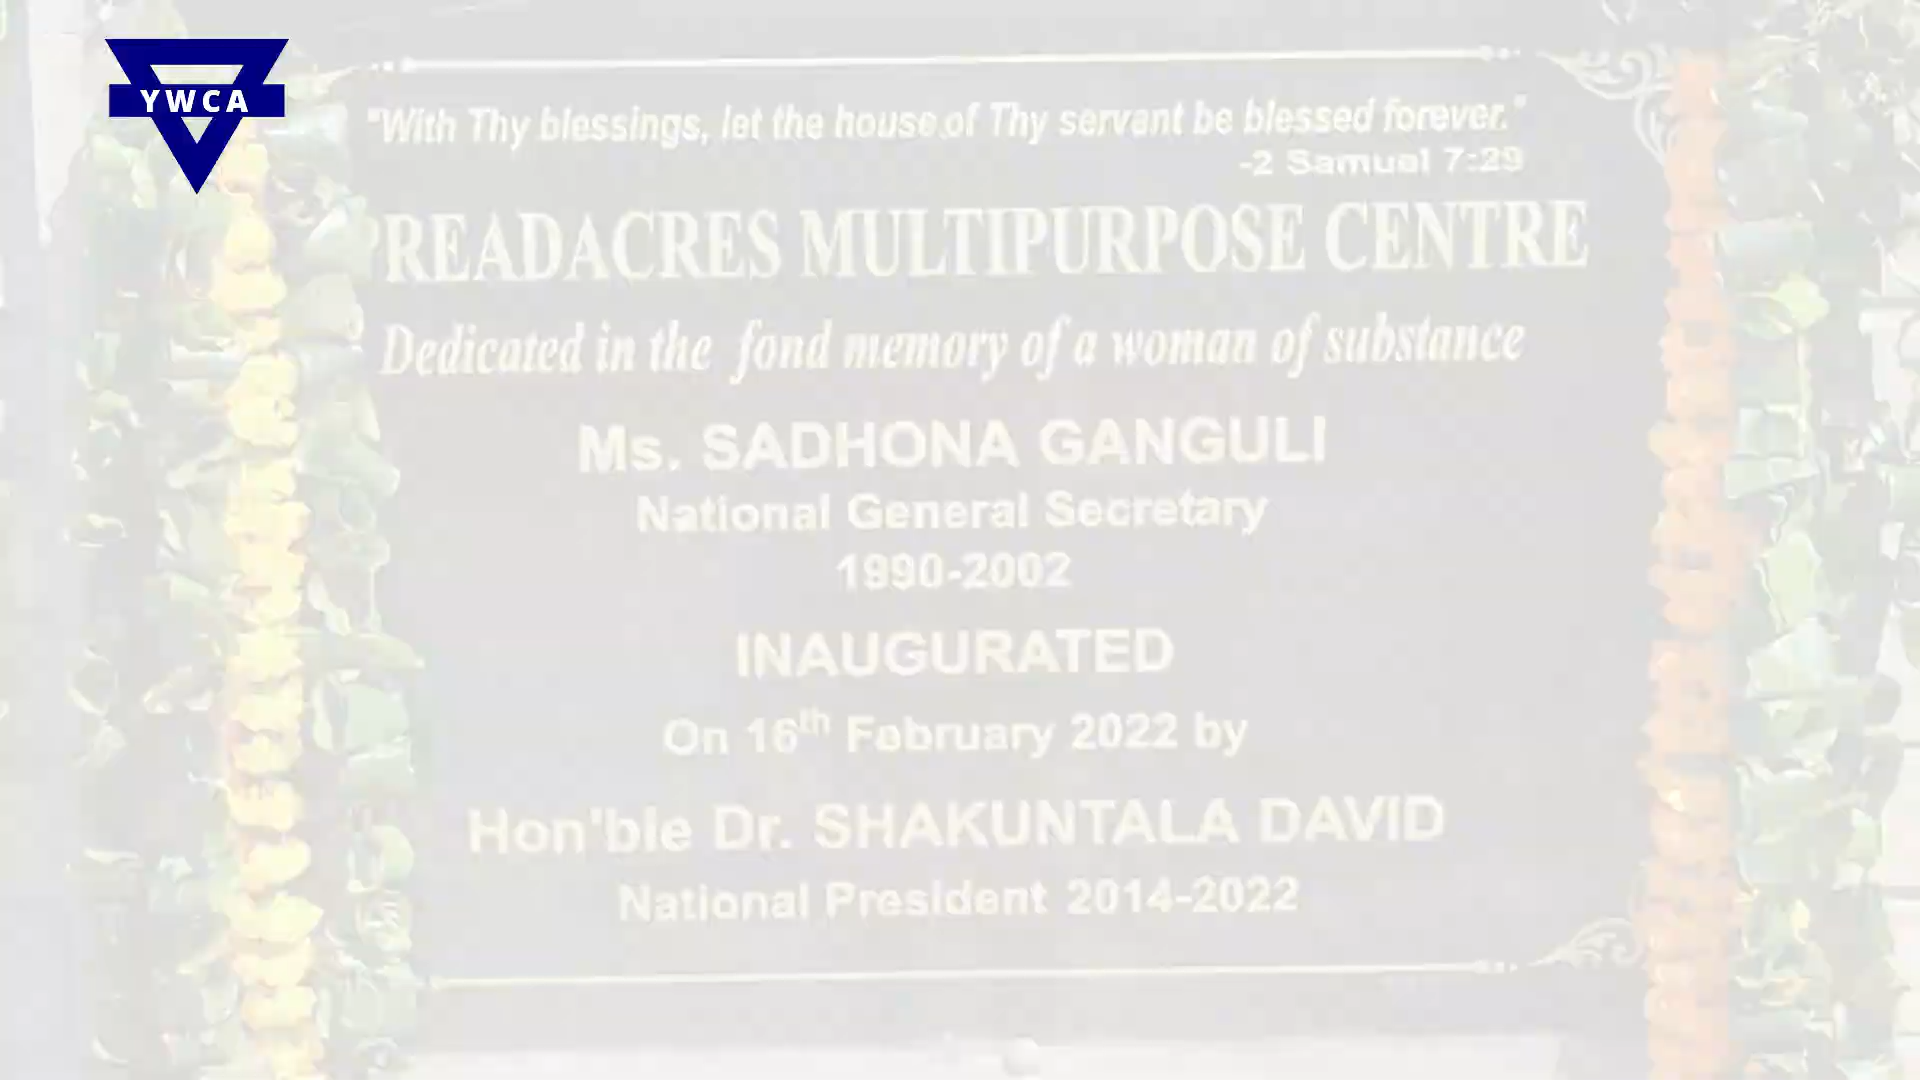 YWCA
"With Thy blessings, let the house of Thy servant be blessed forever."
-2 Samuel 7:29
PREADACRES MULTIPURPOSE CENTRE
Dedicated in the fond memory of a woman of substance
Ms. SADHONA GANGULI
National General Secretary
1990-2002
INAUGURATED
On 16th February 2022 by
Hon'ble Dr. SHAKUNTALA DAVID
National President 2014-2022